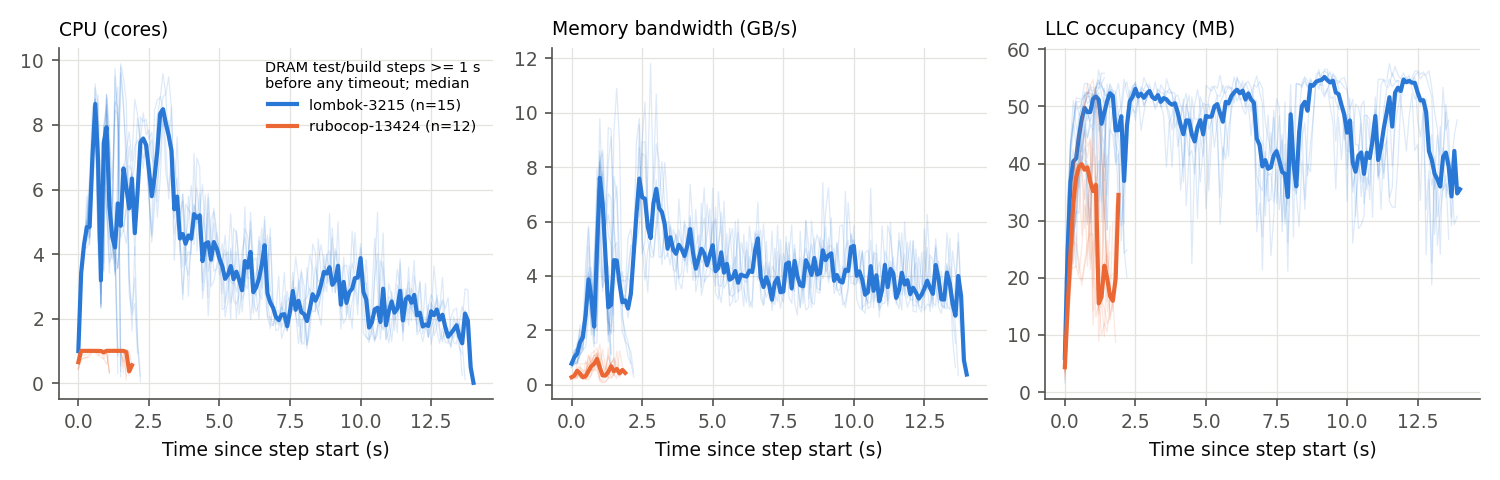 CPU (cores)
10
8
6
4
2
0
0.0 2.5 5.0 7.5 10.0 12.5
Time since step start (s)
DRAM test/build steps >= 1 s
before any timeout; median
lombok-3215 (n=15)
rubocop-13424 (n=12)
Memory bandwidth (GB/s)
12
10
8
6
4
2
0
0.0 2.5 5.0 7.5 10.0 12.5
Time since step start (s)
LLC occupancy (MB)
60
50
40
30
20
10
0
0.0 2.5 5.0 7.5 10.0 12.5
Time since step start (s)